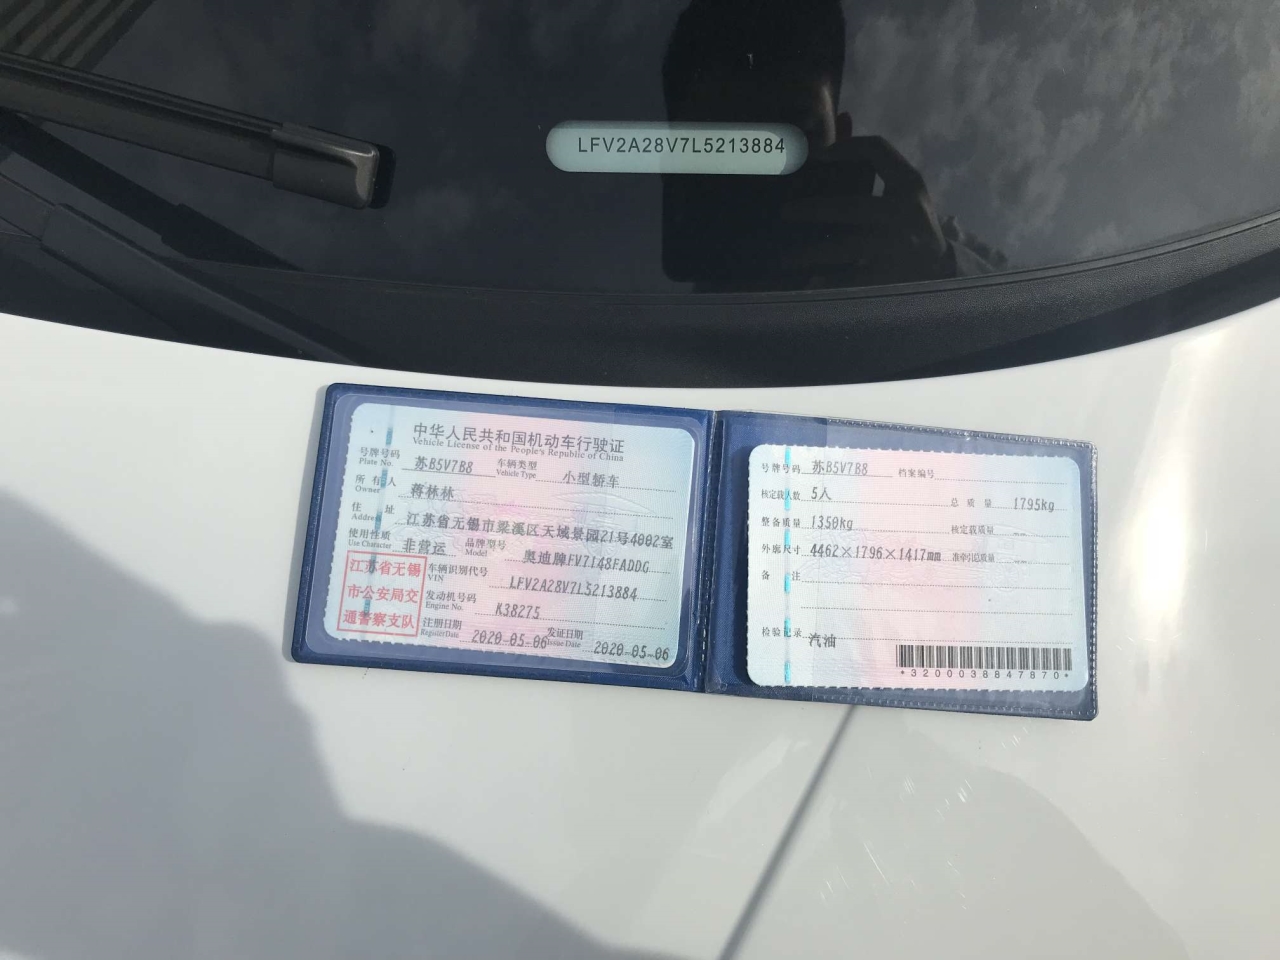 LFV2A28V7L5213884
中华人民共和国机动车行驶证
Vehicle License of the People's Republic of China
号牌号码 苏B5V7B8 车辆类型 小型轿车
Plate No. Vehicle Type
所有人 蒋林林
Owner
住址 江苏省无锡市梁溪区天域景园21号4002室
Address
使用性质 非营运 品牌型号 奥迪牌FV7148FADDG
Use Character Model
江苏省无锡
市公安局交
通警察支队
车辆识别代号 LFV2A28V7L5213884
VIN
发动机号码 K38275
Engine No.
注册日期 2020-05-06 发证日期 2020-05-06
Register Date Issue Date
号牌号码 苏B5V7B8 档案编号
核定载人数 5人 总质量 1795kg
整备质量 1350kg 核定载质量 --
外廓尺寸 4462×1796×1417mm 准牵引总质量 --
备注
检验记录 汽油
*3200038847870*